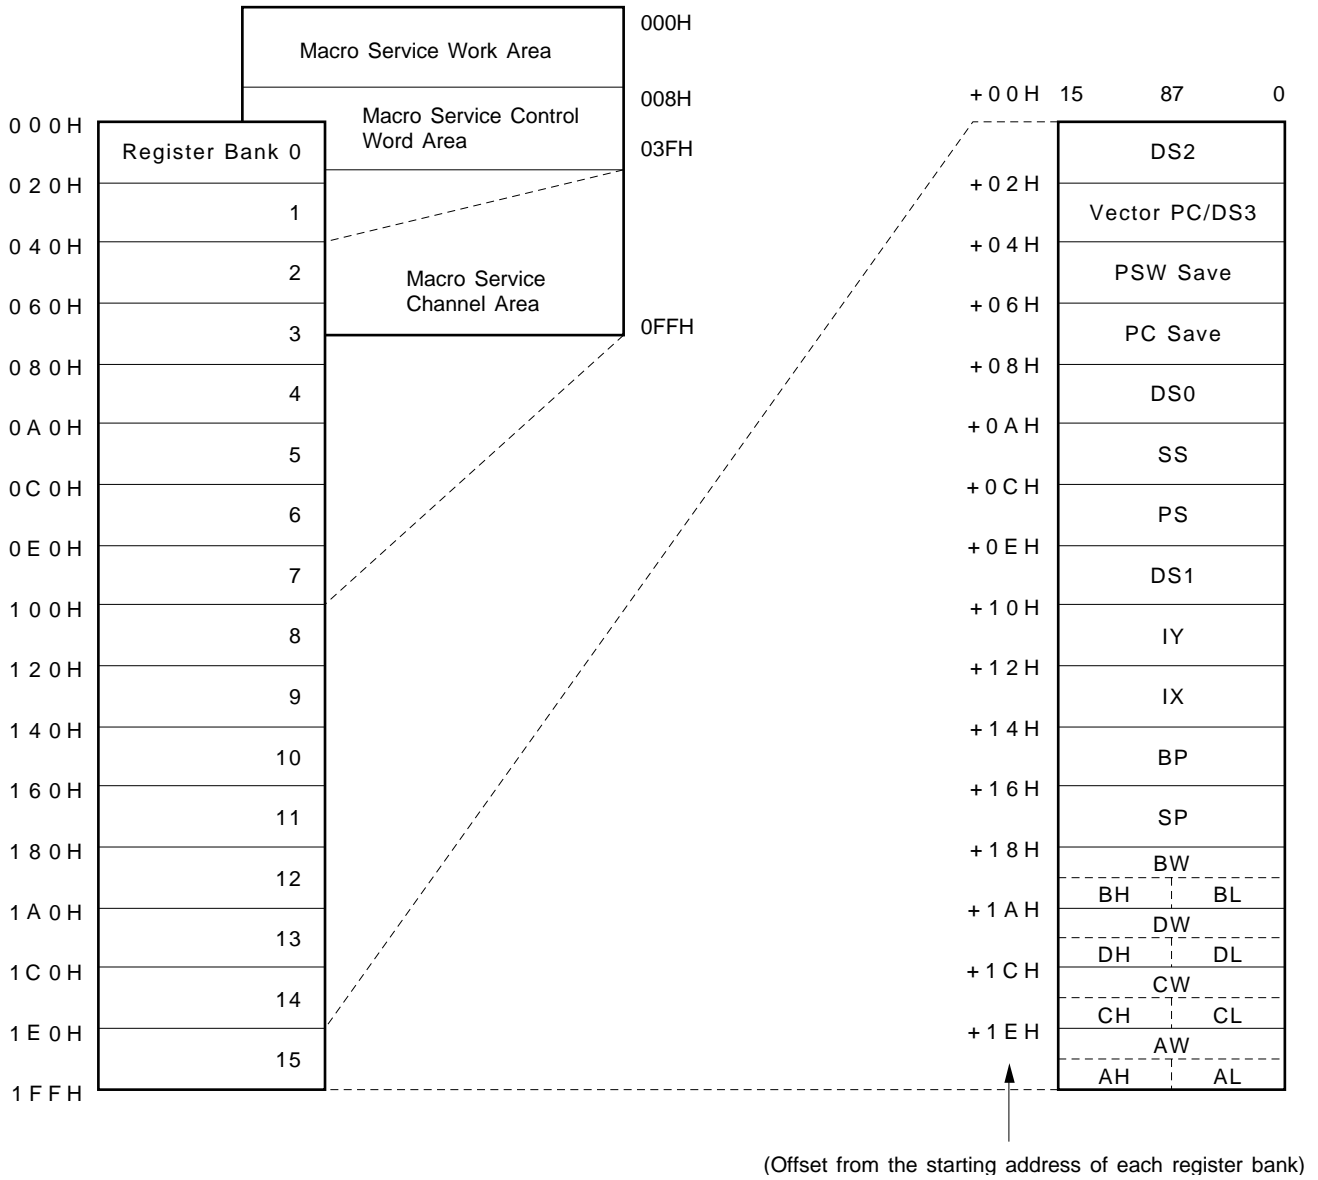 000H
Macro Service Work Area
008H
Macro Service Control
Word Area
03FH
Macro Service
Channel Area
0FFH
000H
Register Bank 0
020H
1
040H
2
060H
3
080H
4
0A0H
5
0C0H
6
0E0H
7
100H
8
120H
9
140H
10
160H
11
180H
12
1A0H
13
1C0H
14
1E0H
15
1FFH
+00H 15 87 0
DS2
+02H
Vector PC/DS3
+04H
PSW Save
+06H
PC Save
+08H
DS0
+0AH
SS
+0CH
PS
+0EH
DS1
+10H
IY
+12H
IX
+14H
BP
+16H
SP
+18H
BW
BH BL
+1AH
DW
DH DL
+1CH
CW
CH CL
+1EH
AW
AH AL
(Offset from the starting address of each register bank)